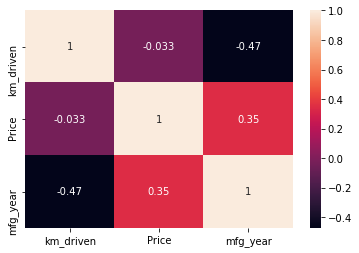 km_driven
1
-0.033
-0.47
Price
-0.033
1
0.35
mfg_year
-0.47
0.35
1
km_driven
Price
mfg_year
1.0
0.8
0.6
0.4
0.2
0.0
−0.2
−0.4